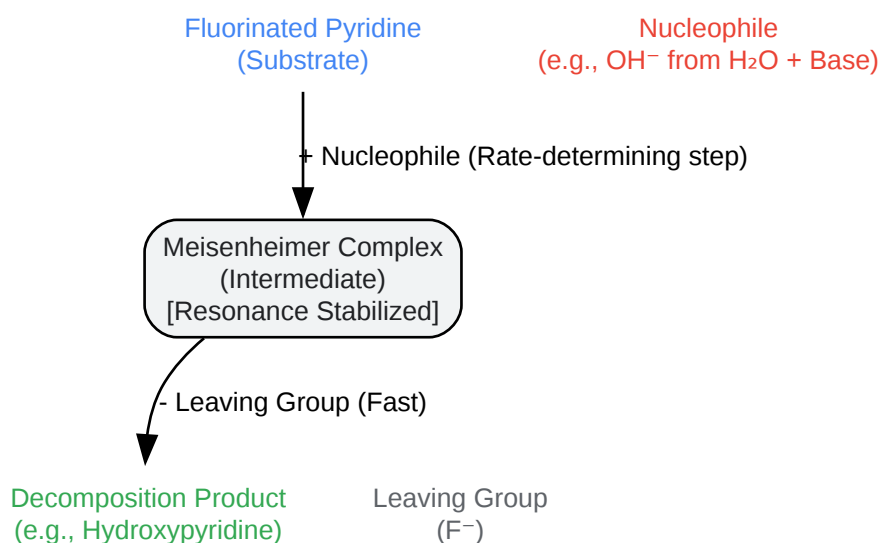 Fluorinated Pyridine
(Substrate)
Nucleophile
(e.g., OH⁻ from H₂O + Base)
+ Nucleophile (Rate-determining step)
Meisenheimer Complex
(Intermediate)
[Resonance Stabilized]
- Leaving Group (Fast)
Decomposition Product
(e.g., Hydroxypyridine)
Leaving Group
(F⁻)